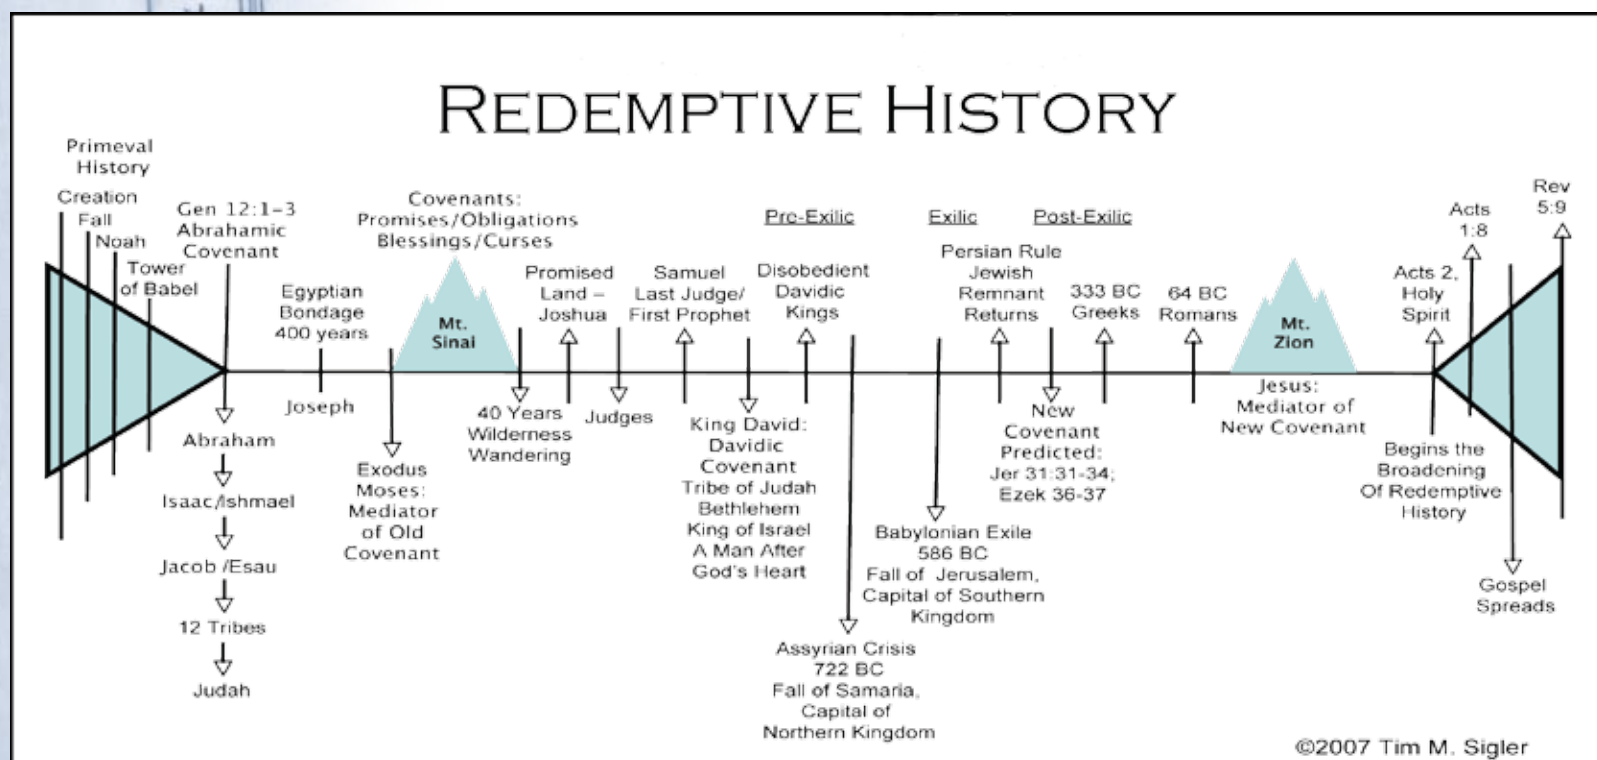 REDEMPTIVE HISTORY
Primeval
History
Creation
Fall
Noah
Tower
of Babel
Gen 12:1-3
Abrahamic
Covenant
Abraham
Isaac/Ishmael
Jacob /Esau
12 Tribes
Judah
Egyptian
Bondage
400 years
Joseph
Covenants:
Promises/Obligations
Blessings/Curses
Mt.
Sinai
Exodus
Moses:
Mediator
of Old
Covenant
40 Years
Wilderness
Wandering
Promised
Land –
Joshua
Judges
Samuel
Last Judge/
First Prophet
King David:
Davidic
Covenant
Tribe of Judah
Bethlehem
King of Israel
A Man After
God's Heart
Pre-Exilic
Disobedient
Davidic
Kings
Assyrian Crisis
722 BC
Fall of Samaria,
Capital of
Northern Kingdom
Exilic
Babylonian Exile
586 BC
Fall of Jerusalem,
Capital of Southern
Kingdom
Post-Exilic
Persian Rule
Jewish
Remnant
Returns
New
Covenant
Predicted:
Jer 31:31-34;
Ezek 36-37
333 BC
Greeks
64 BC
Romans
Mt.
Zion
Jesus:
Mediator of
New Covenant
Acts 2,
Holy
Spirit
Begins the
Broadening
Of Redemptive
History
Acts
1:8
Gospel
Spreads
Rev
5:9
©2007 Tim M. Sigler